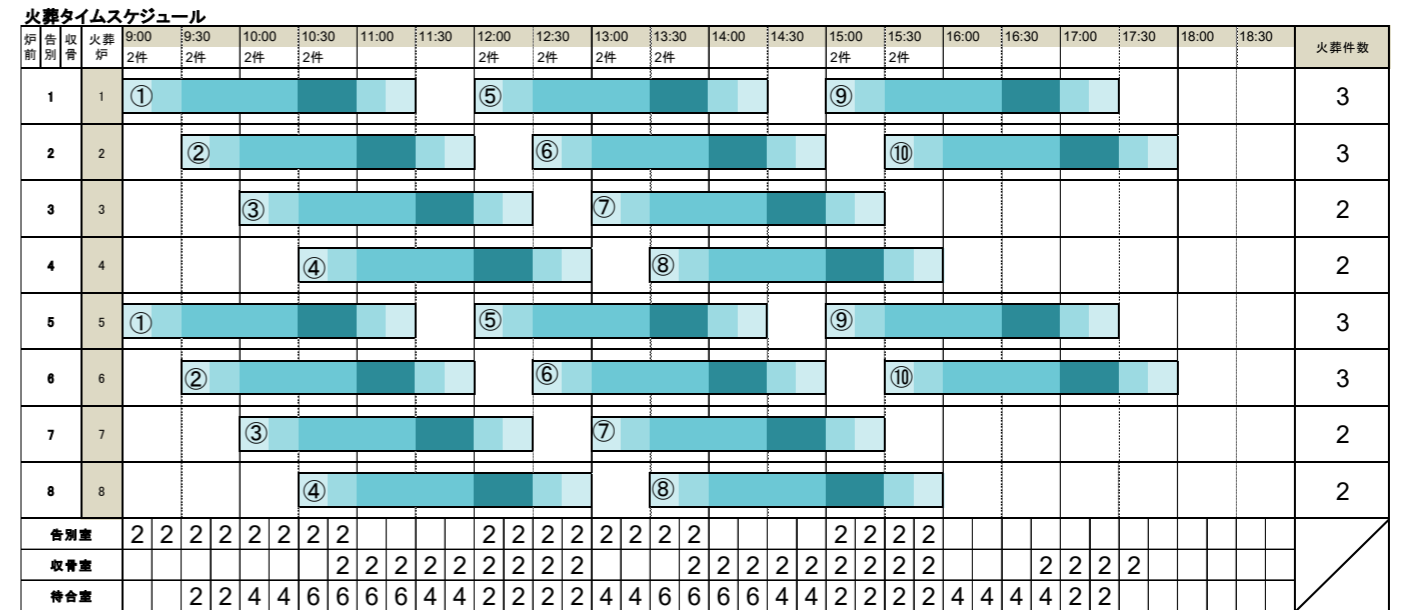 火葬タイムスケジュール
炉前 告別 収骨 火葬炉 9:00 9:30 10:00 10:30 11:00 11:30 12:00 12:30 13:00 13:30 14:00 14:30 15:00 15:30 16:00 16:30 17:00 17:30 18:00 18:30 火葬件数
2件 2件 2件 2件 2件 2件 2件 2件 2件 2件
1 1 ① ⑤ ⑨ 3
2 2 ② ⑥ ⑩ 3
3 3 ③ ⑦ 2
4 4 ④ ⑧ 2
5 5 ① ⑤ ⑨ 3
6 6 ② ⑥ ⑩ 3
7 7 ③ ⑦ 2
8 8 ④ ⑧ 2
告別室 2 2 2 2 2 2 2 2 2 2 2 2 2 2 2 2 2 2 2 2
収骨室 2 2 2 2 2 2 2 2 2 2 2 2 2 2 2 2 2 2 2 2 2 2
待合室 2 2 4 4 6 6 6 6 4 4 2 2 2 2 4 4 6 6 6 6 4 4 2 2 2 2 4 4 4 4 2 2